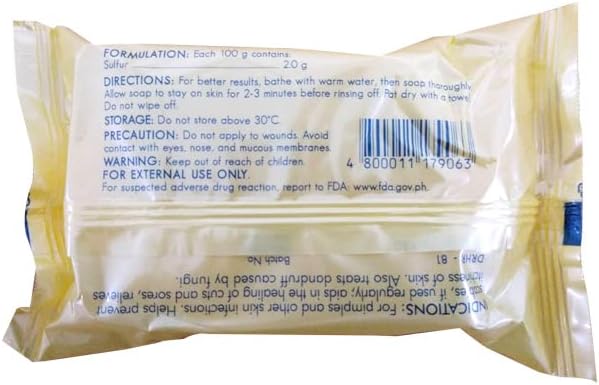 FORMULATION: Each 100 g contains:
Sulfur 2.0 g
DIRECTIONS: For better results, bathe with warm water, then soap thoroughly.
Allow soap to stay on skin for 2-3 minutes before rinsing off. Pat dry with a towel.
Do not wipe off.
STORAGE: Do not store above 30°C.
PRECAUTION: Do not apply to wounds. Avoid
contact with eyes, nose, and mucous membranes.
WARNING: Keep out of reach of children.
FOR EXTERNAL USE ONLY.
For suspected adverse drug reaction, report to FDA: www.fda.gov.ph.
4 800011 179063
INDICATIONS: For pimples and other skin infections. Helps prevent
scabies, if used regularly; aids in the healing of cuts and sores, relieves
itchiness of skin. Also treats dandruff caused by fungi.
Batch No
DRHR - 81